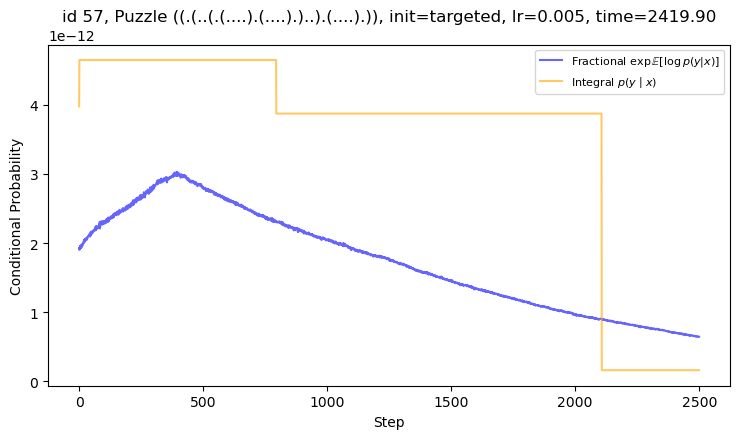 id 57, Puzzle ((.(..(.(....).(....).)..).(....).)), init=targeted, lr=0.005, time=2419.90
1e−12
Fractional exp𝔼[log p(y|x)]
Integral p(y | x)
4
3
2
1
0
Conditional Probability
0 500 1000 1500 2000 2500
Step